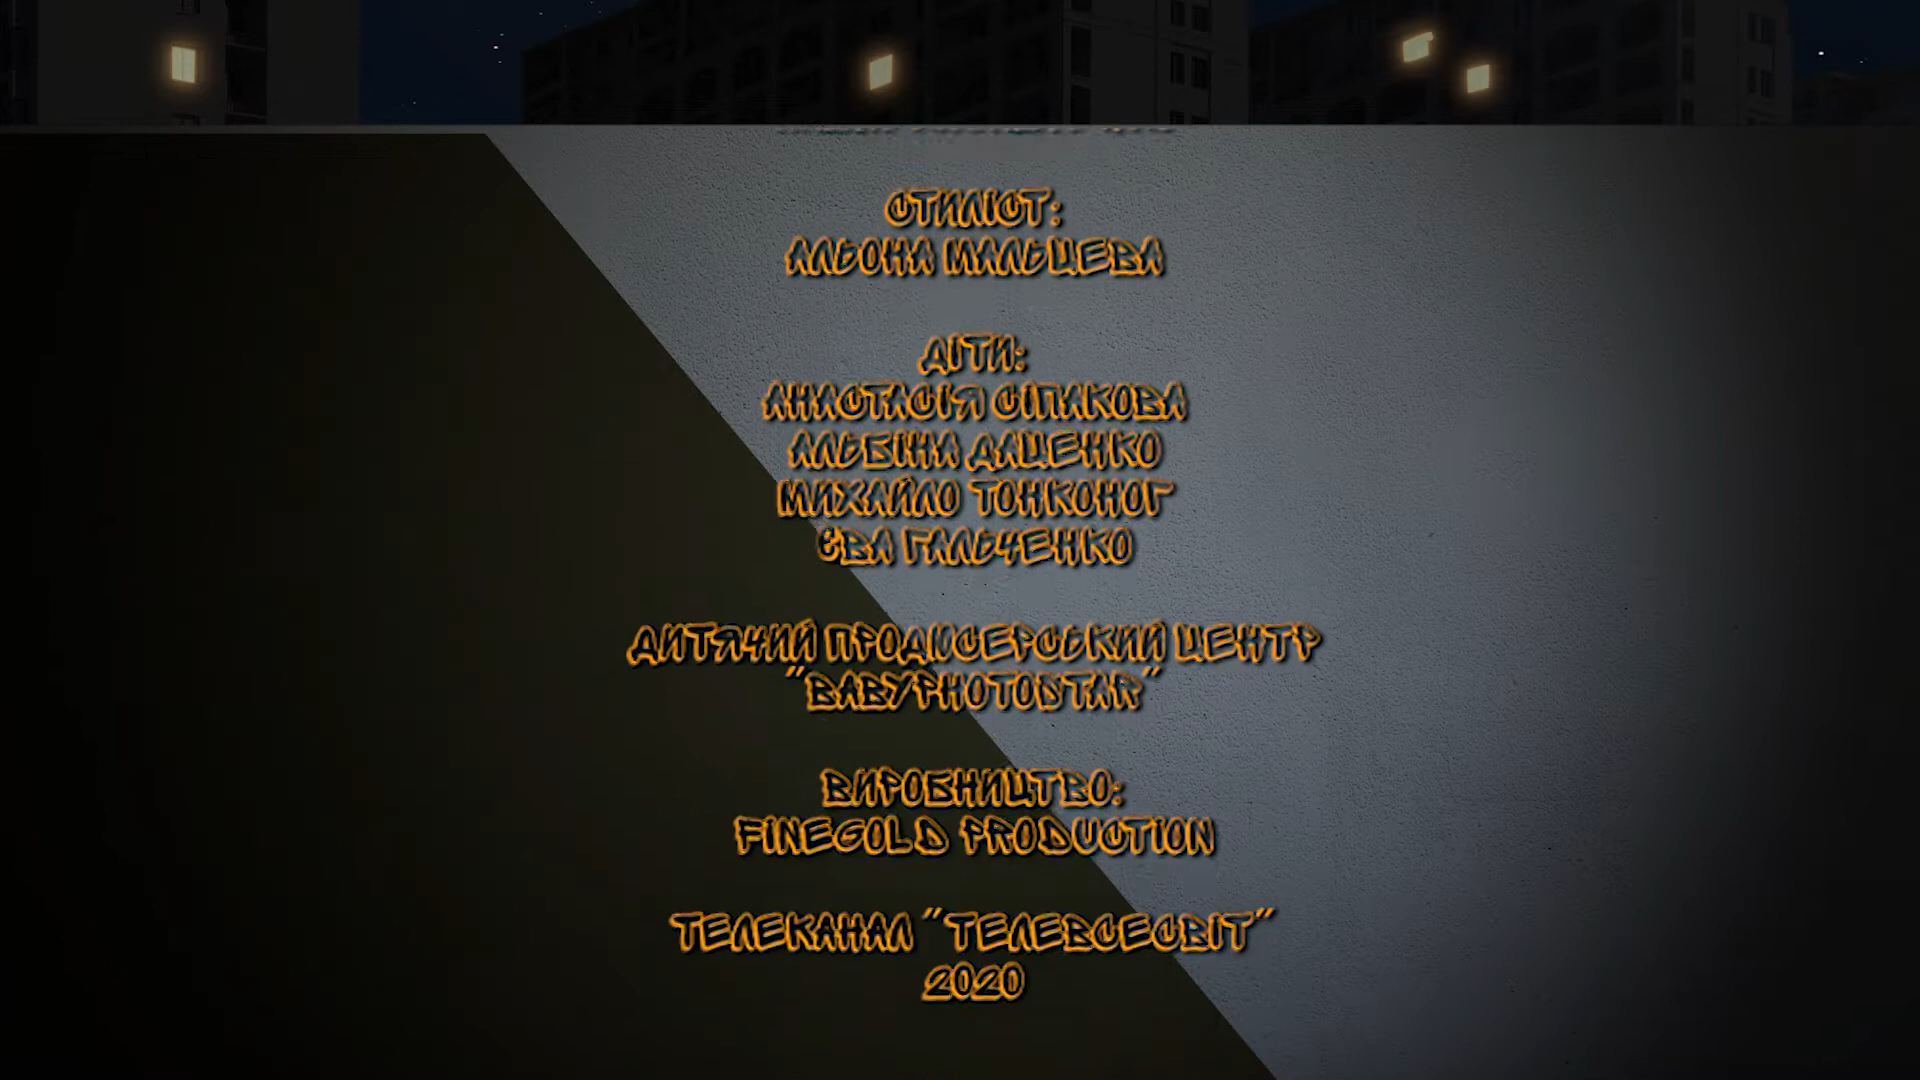 СТИЛІСТ:
АЛЬОНА МАЛЬЦЕВА
ДІТИ:
АНАСТАСІЯ СІПАКОВА
АЛЬБІНА ДАЦЕНКО
МИХАЙЛО ТОНКОНОГ
ЄВА ГАЛЬЧЕНКО
ДИТЯЧИЙ ПРОДЮСЕРСЬКИЙ ЦЕНТР
"BABYPHOTOSTAR"
ВИРОБНИЦТВО:
FINEGOLD PRODUCTION
ТЕЛЕКАНАЛ "ТЕЛЕВСЕСВІТ"
2020